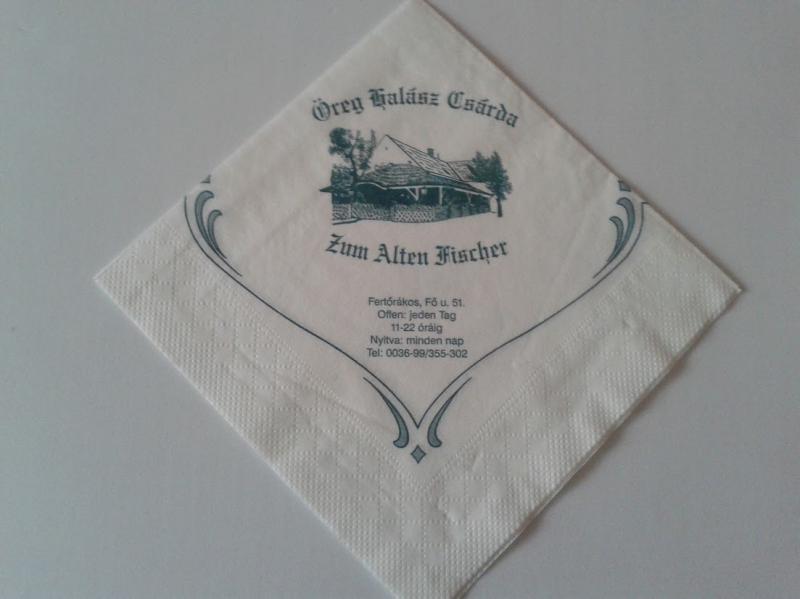 Öreg Halász Csárda
Zum Alten Fischer
Fertőrákos, Fő u. 51.
Offen: jeden Tag
11-22 óráig
Nyitva: minden nap
Tel: 0036-99/355-302